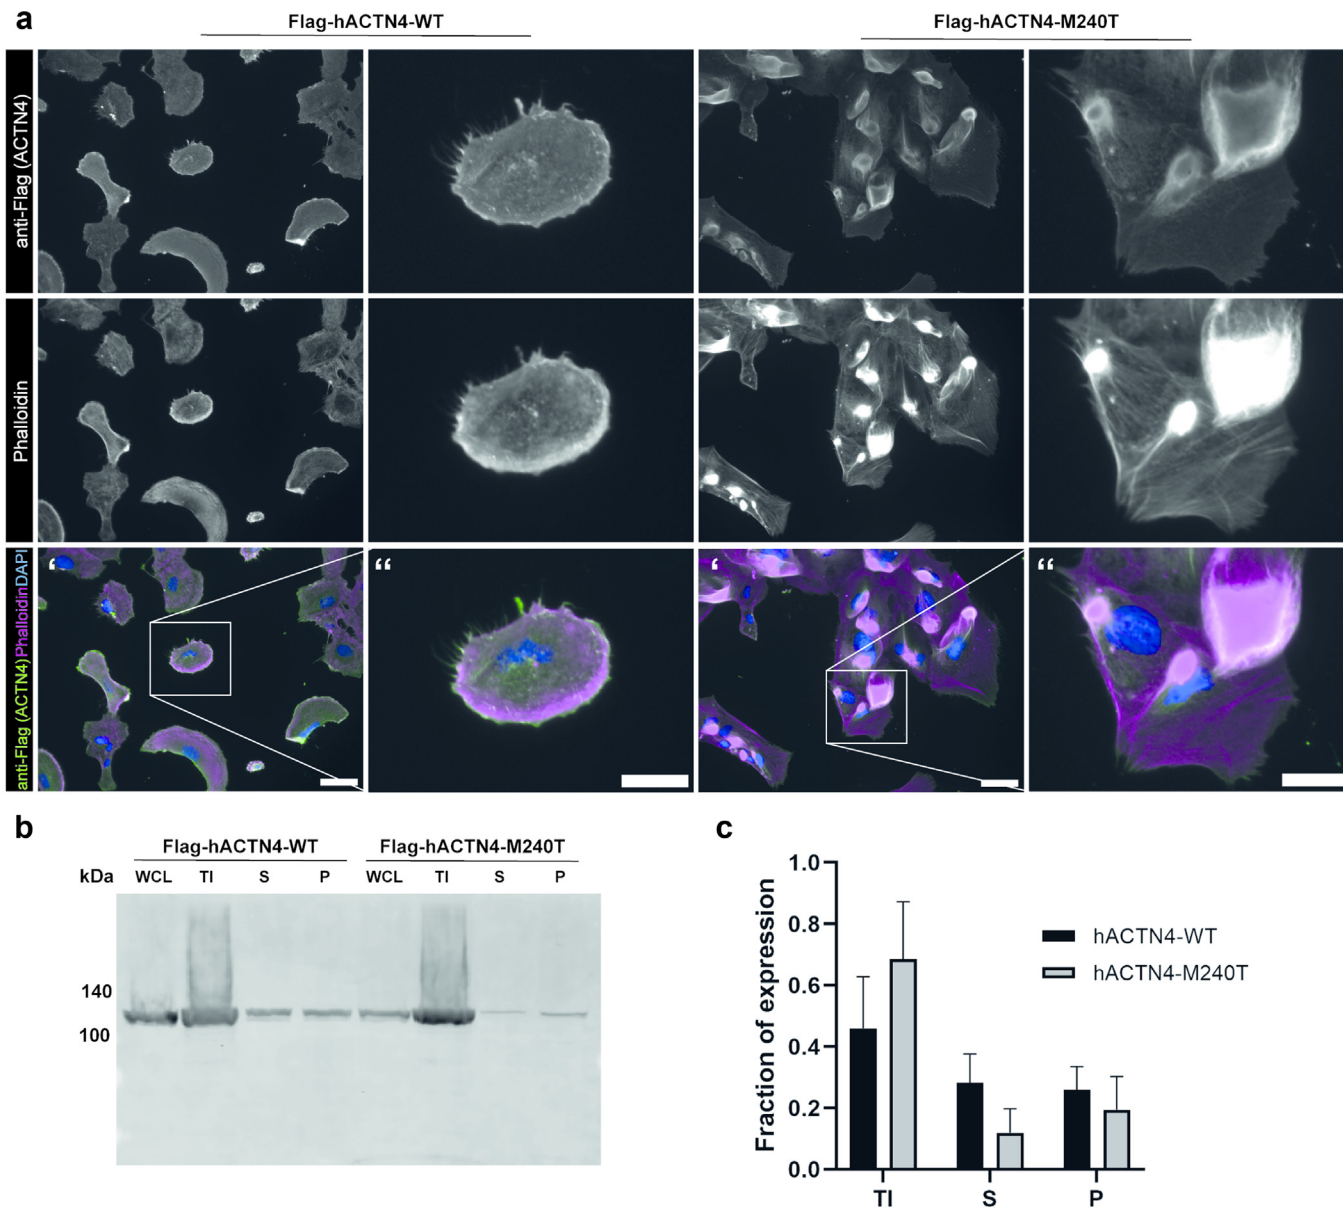 a
Flag-hACTN4-WT
Flag-hACTN4-M240T
anti-Flag (ACTN4)
Phalloidin
anti-Flag (ACTN4)PhalloidinDAPI
‘
“
‘
“
b
Flag-hACTN4-WT
Flag-hACTN4-M240T
kDa
WCL TI S P WCL TI S P
140
100
c
Fraction of expression
1.0
0.8
0.6
0.4
0.2
0.0
TI S P
hACTN4-WT
hACTN4-M240T